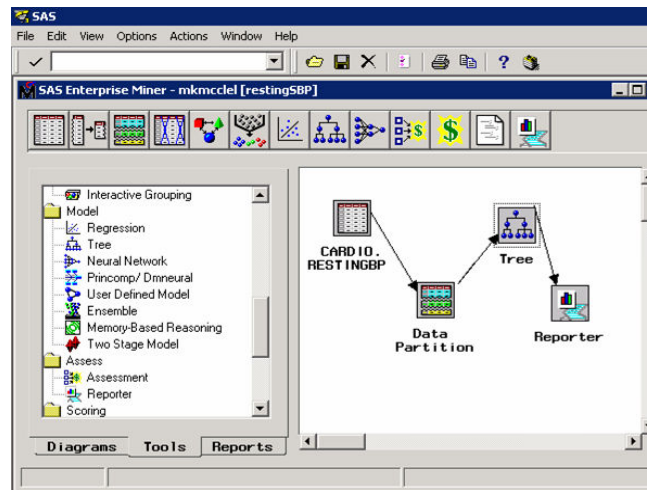 SAS
File Edit View Options Actions Window Help
SAS Enterprise Miner - mkmcclel [restingSBP]
Interactive Grouping
Model
Regression
Tree
Neural Network
Princomp/ Dmneural
User Defined Model
Ensemble
Memory-Based Reasoning
Two Stage Model
Assess
Assessment
Reporter
Scoring
Diagrams Tools Reports
CARDIO.
RESTINGBP
Data
Partition
Tree
Reporter